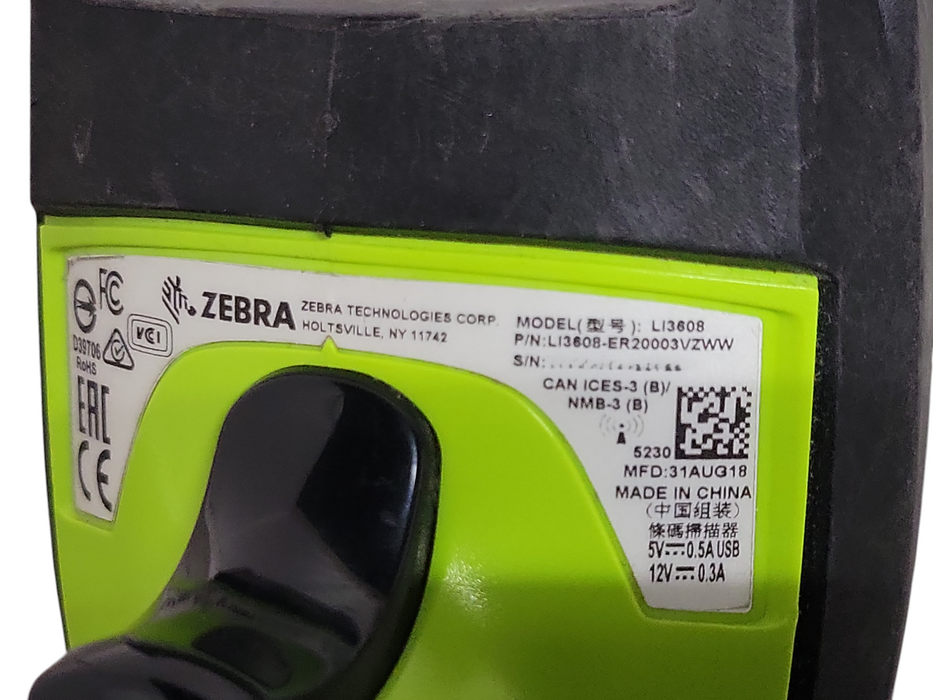 FC
D39706
RoHS
VCI
EAC
CE
ZEBRA
ZEBRA TECHNOLOGIES CORP.
HOLTSVILLE, NY 11742
MODEL(型号): LI3608
P/N:LI3608-ER20003VZWW
S/N:
CAN ICES-3 (B)/
NMB-3 (B)
5230
MFD:31AUG18
MADE IN CHINA
(中国组装)
條碼掃描器
5V⎓0.5A USB
12V⎓0.3A